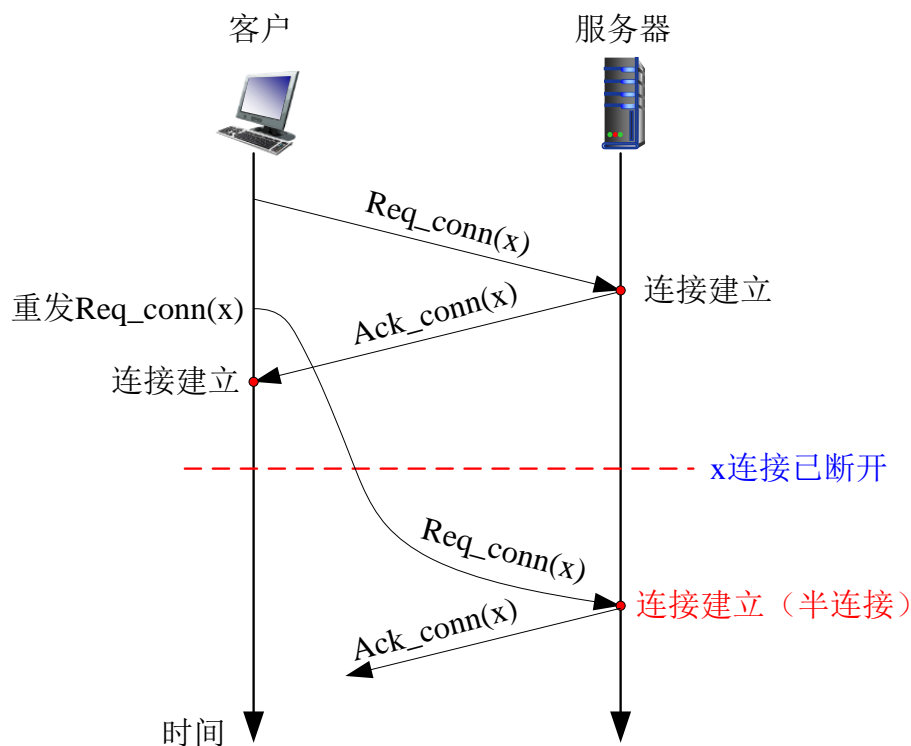 客户
服务器
Req_conn(x)
连接建立
重发Req_conn(x)
Ack_conn(x)
连接建立
x连接已断开
Req_conn(x)
连接建立（半连接）
Ack_conn(x)
时间